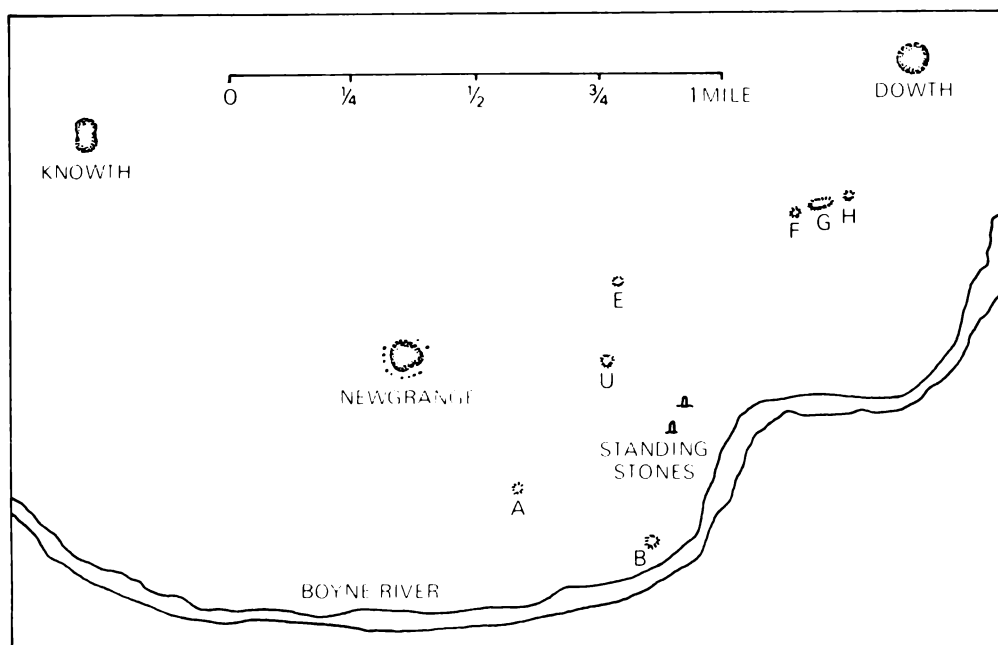 0 ¼ ½ ¾ 1 MILE
DOWTH
KNOWTH
F G H
E
NEWGRANGE
U
STANDING
STONES
A
B
BOYNE RIVER